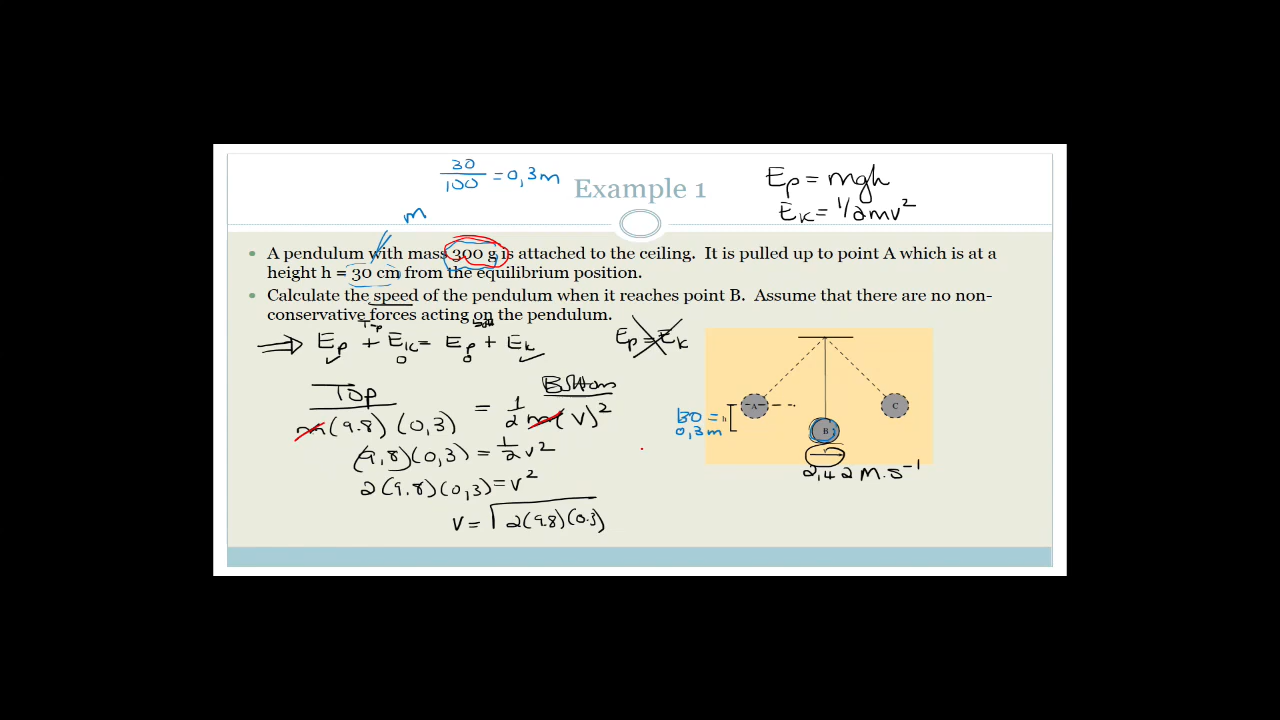 30
100
= 0,3m
Example 1
Ep = mgh
Ek = 1/2mv²
m
• A pendulum with mass 300 g is attached to the ceiling. It is pulled up to point A which is at a
height h = 30 cm from the equilibrium position.
• Calculate the speed of the pendulum when it reaches point B. Assume that there are no non-
conservative forces acting on the pendulum.
Top
⇒ Ep + Ek = Ep + Ek
0 0
Ep = Ek
Top
Bottom
m(9.8)(0,3) = 1/2 m(v)²
(9,8)(0,3) = 1/2 v²
2(9.8)(0,3) = v²
v = √2(9.8)(0.3)
A
C
30 =
0,3m
h
B
2,42 m.s⁻¹